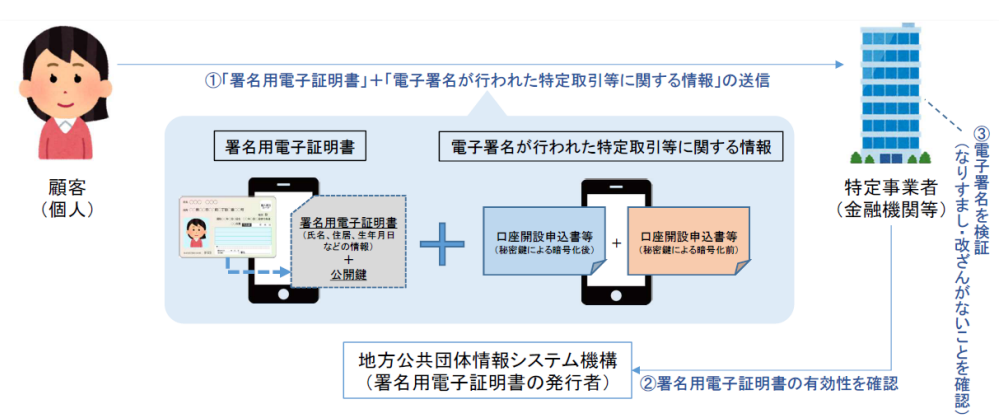 ①「署名用電子証明書」＋「電子署名が行われた特定取引等に関する情報」の送信
署名用電子証明書
電子署名が行われた特定取引等に関する情報
顧客
（個人）
署名用電子証明書
（氏名、住居、生年月日
などの情報）
＋
公開鍵
口座開設申込書等
（秘密鍵による暗号化後）
＋
口座開設申込書等
（秘密鍵による暗号化前）
特定事業者
（金融機関等）
③電子署名を検証
（なりすまし・改ざんがないことを確認）
地方公共団体情報システム機構
（署名用電子証明書の発行者）
②署名用電子証明書の有効性を確認